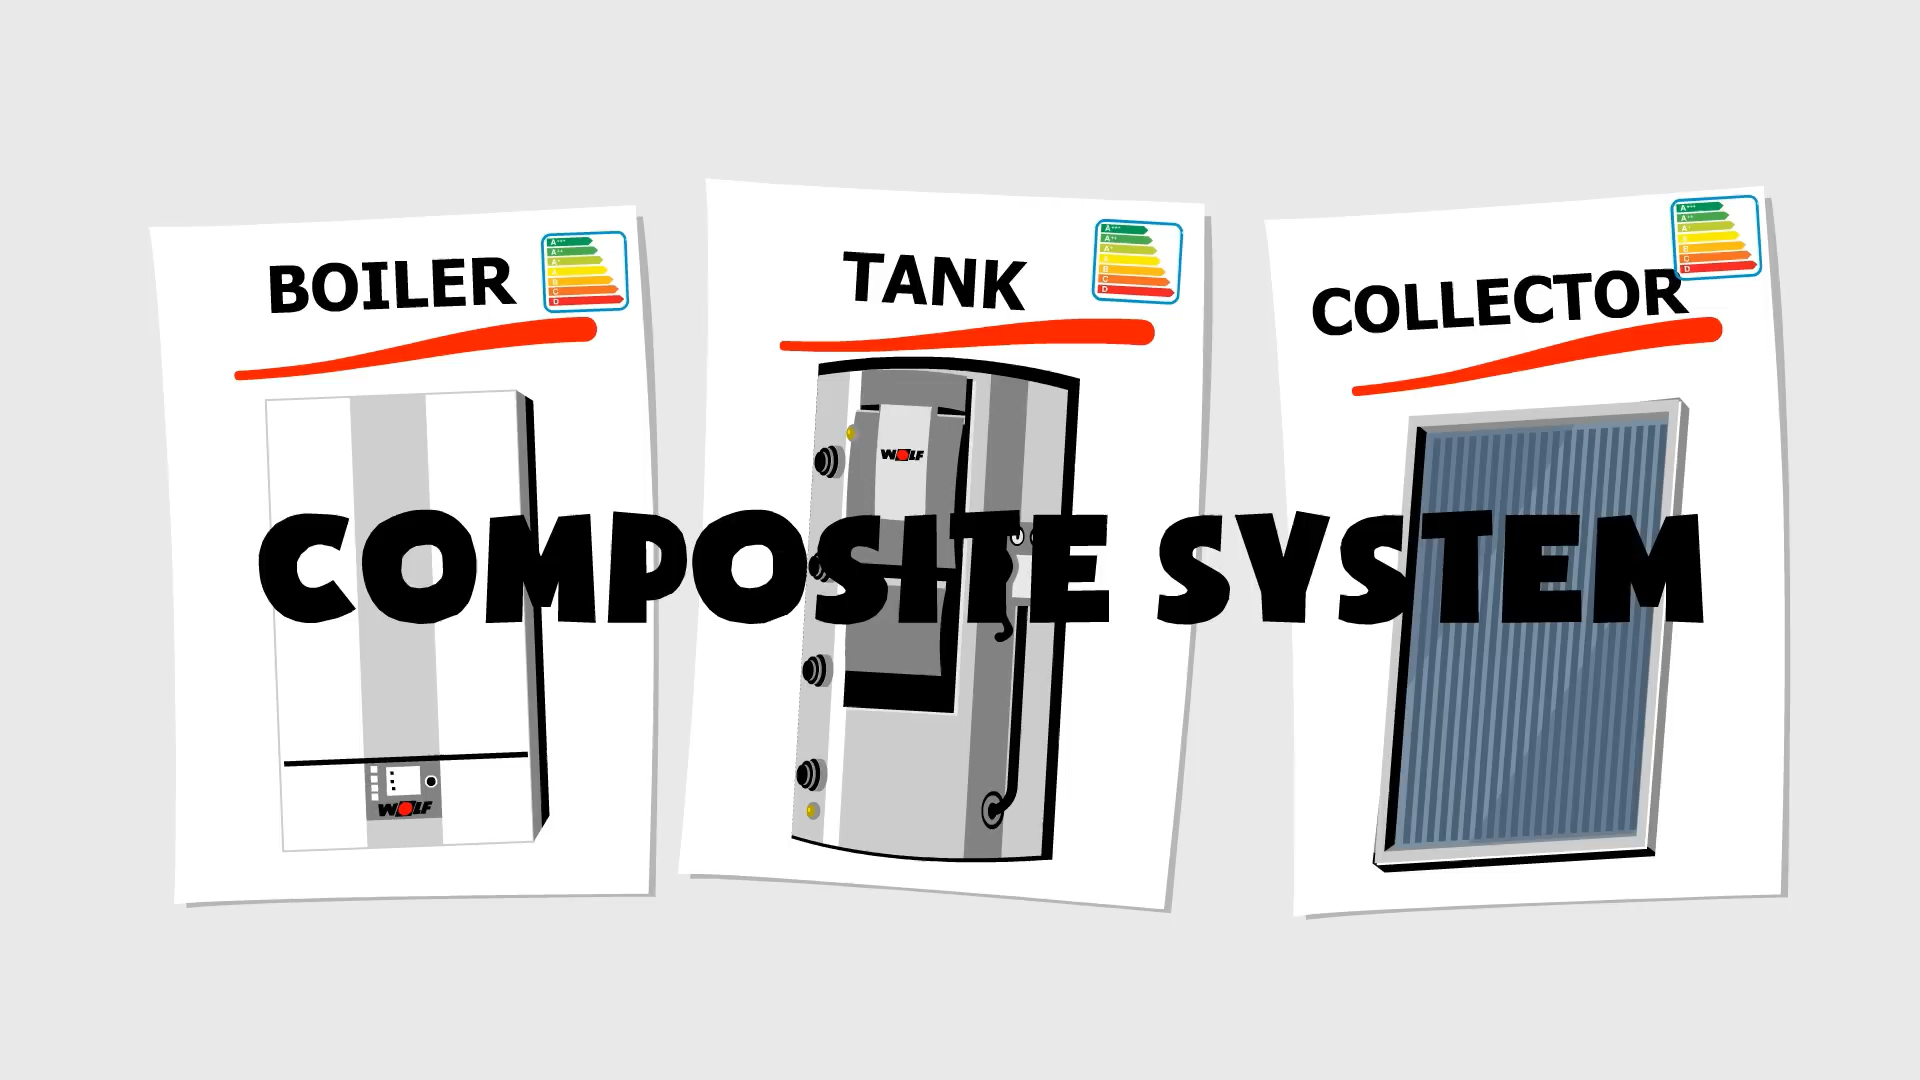 BOILER
A+++
A++
A+
A
B
C
D
TANK
A+++
A++
A+
A
B
C
D
COLLECTOR
A+++
A++
A+
A
B
C
D
WOLF
COMPOSITE SYSTEM
WOLF